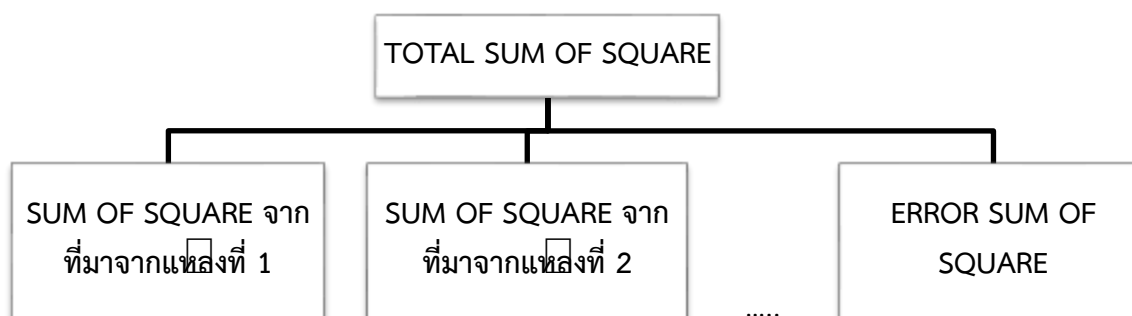 TOTAL SUM OF SQUARE
SUM OF SQUARE จาก
ที่มาจากแหล่งที่ 1
SUM OF SQUARE จาก
ที่มาจากแหล่งที่ 2
.....
ERROR SUM OF
SQUARE